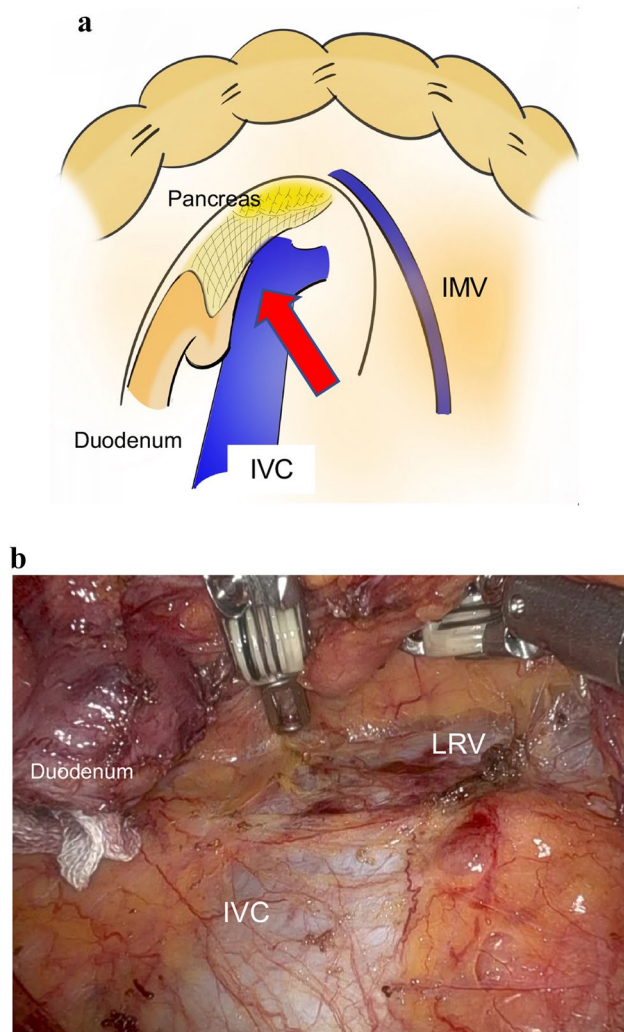 a
Pancreas
IMV
Duodenum
IVC
b
LRV
Duodenum
IVC